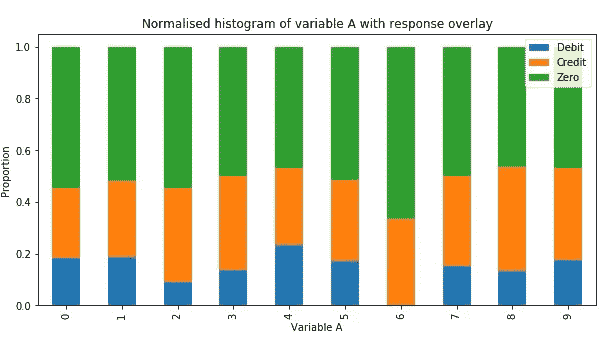 Normalised histogram of variable A with response overlay
Debit
Credit
Zero
1.0
0.8
0.6
0.4
0.2
0.0
Proportion
0 1 2 3 4 5 6 7 8 9
Variable A